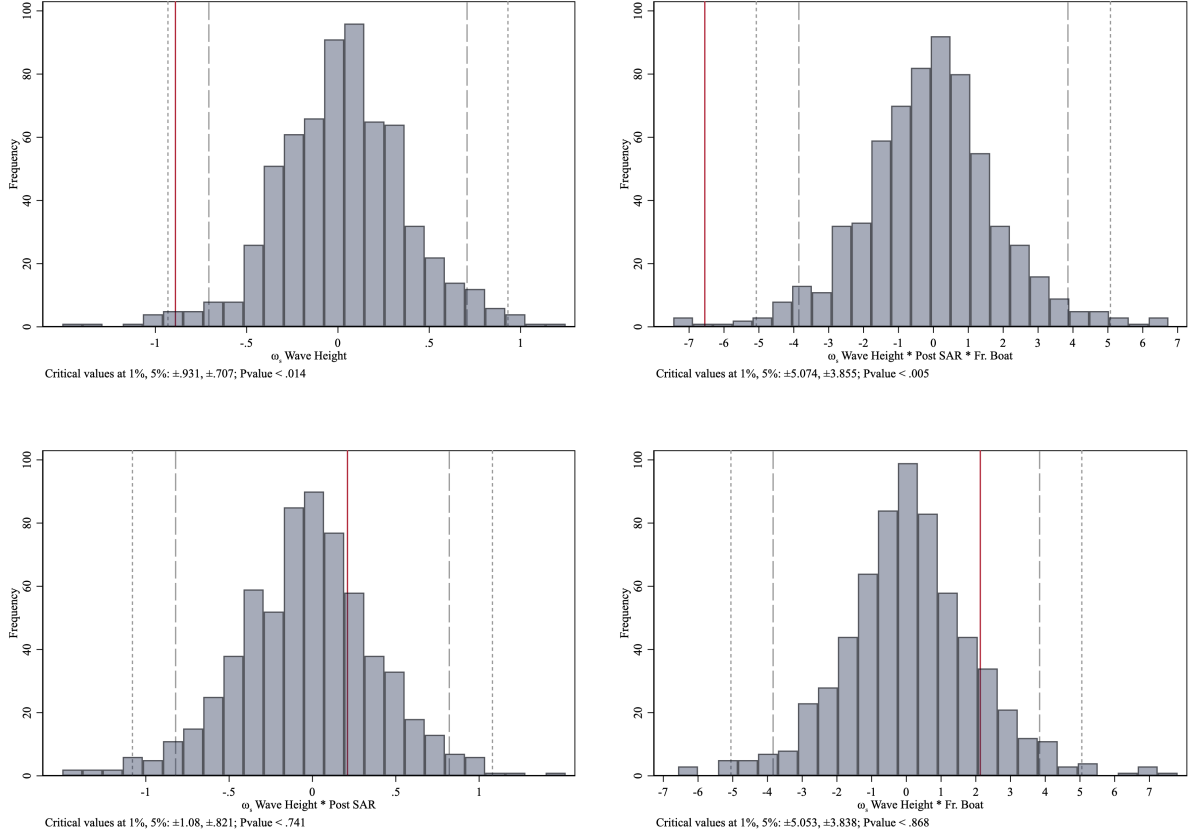 100
80
60
40
20
0
Frequency
-1 -.5 0 .5 1
ωs Wave Height
Critical values at 1%, 5%: ±.931, ±.707; Pvalue < .014
100
80
60
40
20
0
Frequency
-7 -6 -5 -4 -3 -2 -1 0 1 2 3 4 5 6 7
ωs Wave Height * Post SAR * Fr. Boat
Critical values at 1%, 5%: ±5.074, ±3.855; Pvalue < .005
100
80
60
40
20
0
Frequency
-1 -.5 0 .5 1
ωs Wave Height * Post SAR
Critical values at 1%, 5%: ±1.08, ±.821; Pvalue < .741
100
80
60
40
20
0
Frequency
-7 -6 -5 -4 -3 -2 -1 0 1 2 3 4 5 6 7
ωs Wave Height * Fr. Boat
Critical values at 1%, 5%: ±5.053, ±3.838; Pvalue < .868